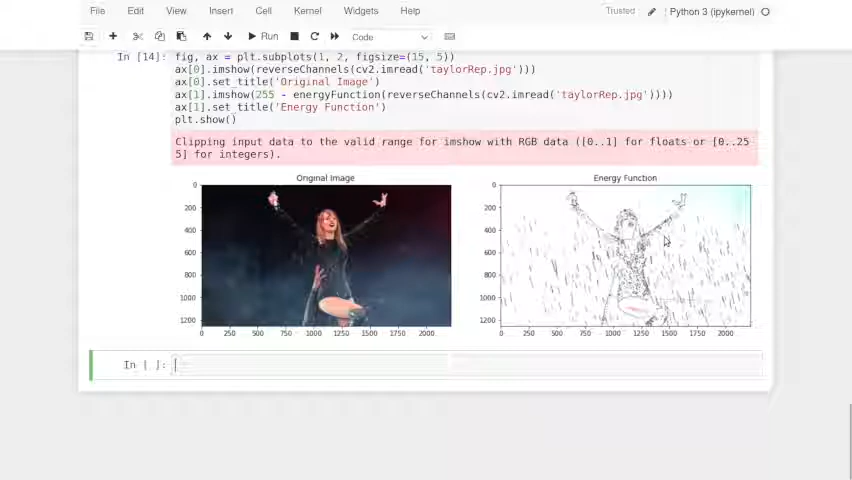 File Edit View Insert Cell Kernel Widgets Help Trusted Python 3 (ipykernel)
Run Code
In [14]: fig, ax = plt.subplots(1, 2, figsize=(15, 5))
ax[0].imshow(reverseChannels(cv2.imread('taylorRep.jpg')))
ax[0].set_title('Original Image')
ax[1].imshow(255 - energyFunction(reverseChannels(cv2.imread('taylorRep.jpg'))))
ax[1].set_title('Energy Function')
plt.show()
Clipping input data to the valid range for imshow with RGB data ([0..1] for floats or [0..25
5] for integers).
Original Image
0
200
400
600
800
1000
1200
0 250 500 750 1000 1250 1500 1750 2000
Energy Function
0
200
400
600
800
1000
1200
0 250 500 750 1000 1250 1500 1750 2000
In [ ]: